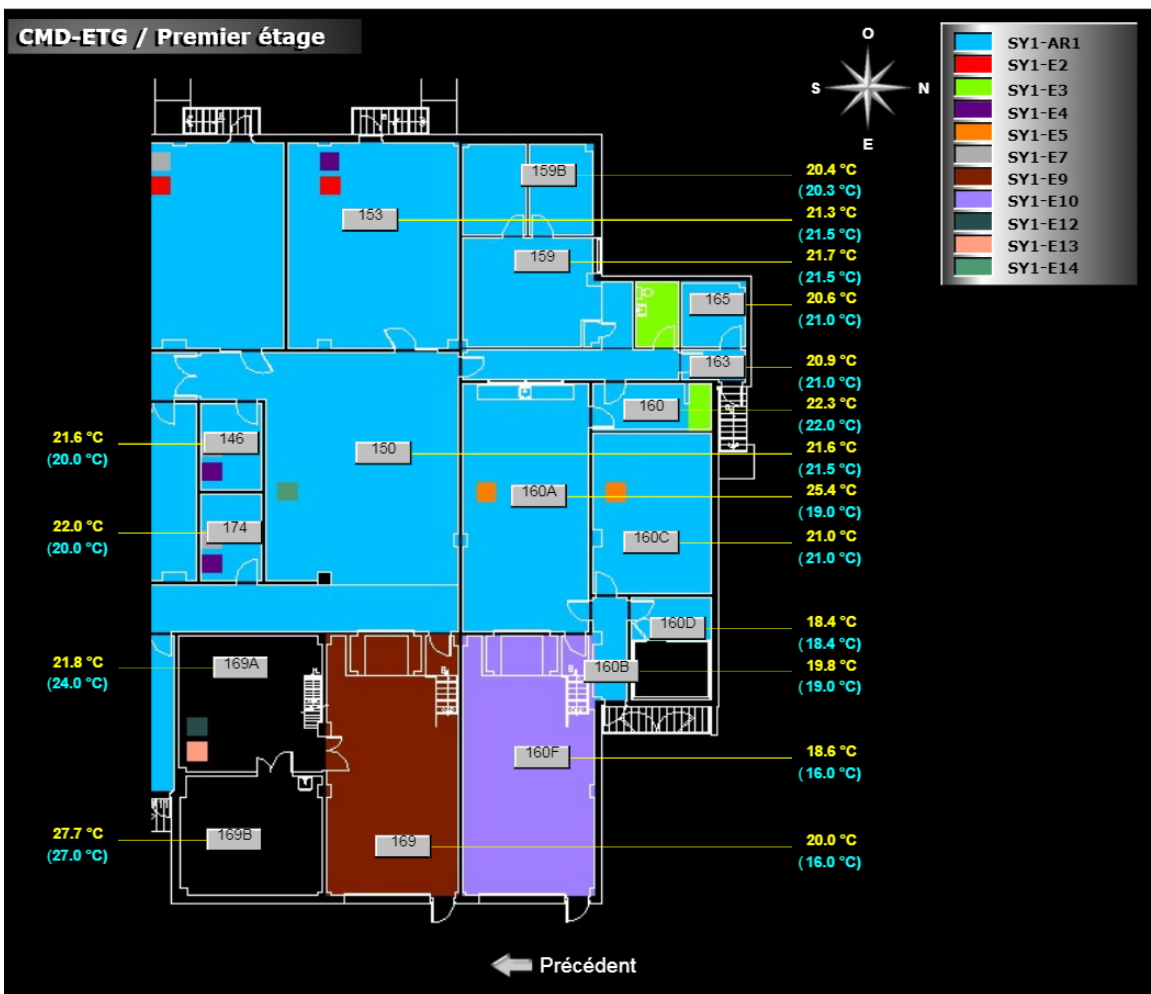 CMD-ETG / Premier étage
O
S
N
E
SY1-AR1
SY1-E2
SY1-E3
SY1-E4
SY1-E5
SY1-E7
SY1-E9
SY1-E10
SY1-E12
SY1-E13
SY1-E14
159B
20.4 °C
(20.3 °C)
153
21.3 °C
(21.5 °C)
159
21.7 °C
(21.5 °C)
165
20.6 °C
(21.0 °C)
163
20.9 °C
(21.0 °C)
160
22.3 °C
(22.0 °C)
21.6 °C
(20.0 °C)
146
150
21.6 °C
(21.5 °C)
160A
25.4 °C
(19.0 °C)
22.0 °C
(20.0 °C)
174
160C
21.0 °C
(21.0 °C)
160D
18.4 °C
(18.4 °C)
21.8 °C
(24.0 °C)
169A
160B
19.8 °C
(19.0 °C)
160F
18.6 °C
(16.0 °C)
27.7 °C
(27.0 °C)
169B
169
20.0 °C
(16.0 °C)
Précédent